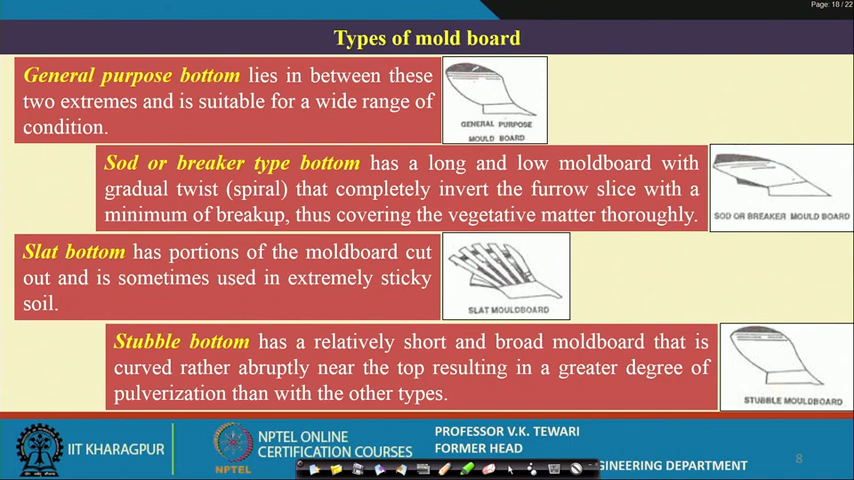 Page: 18 / 22
Types of mold board
General purpose bottom lies in between these
two extremes and is suitable for a wide range of
condition.
GENERAL PURPOSE
MOULD BOARD
Sod or breaker type bottom has a long and low moldboard with
gradual twist (spiral) that completely invert the furrow slice with a
minimum of breakup, thus covering the vegetative matter thoroughly.
SOD OR BREAKER MOULD BOARD
Slat bottom has portions of the moldboard cut
out and is sometimes used in extremely sticky
soil.
SLAT MOULDBOARD
Stubble bottom has a relatively short and broad moldboard that is
curved rather abruptly near the top resulting in a greater degree of
pulverization than with the other types.
STUBBLE MOULDBOARD
IIT KHARAGPUR
NPTEL
NPTEL ONLINE
CERTIFICATION COURSES
PROFESSOR V.K. TEWARI
FORMER HEAD
NGINEERING DEPARTMENT
8